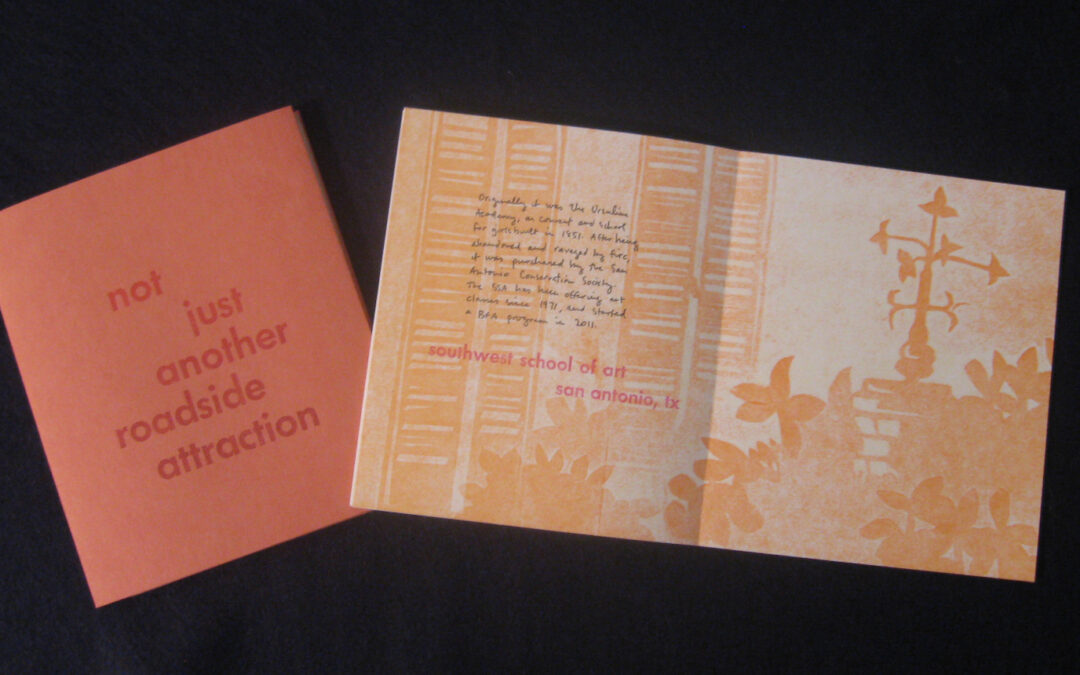 not
just
another
roadside
attraction
Originally it was the Ursuline
Academy, a convent and school
for girls built in 1851. After being
abandoned and ravaged by fire,
it was purchased by the San
Antonio Conservation Society.
The SSA has been offering art
classes since 1971, and started
a BFA program in 2011.
southwest school of art
san antonio, tx